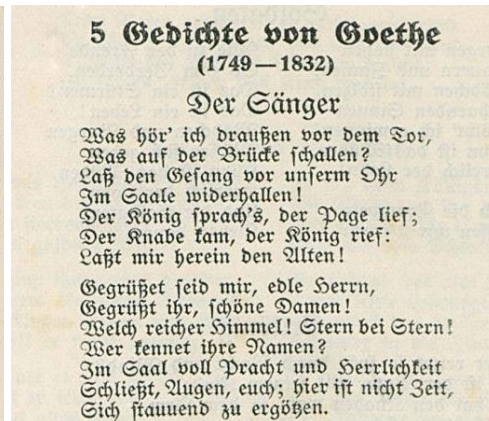 5 Gedichte von Goethe
(1749—1832)
Der Sänger
Was hör' ich draußen vor dem Tor,
Was auf der Brücke schallen?
Laß den Gesang vor unserm Ohr
Im Saale widerhallen!
Der König sprach's, der Page lief;
Der Knabe kam, der König rief:
Laßt mir herein den Alten!
Gegrüßet seid mir, edle Herrn,
Gegrüßt ihr, schöne Damen!
Welch reicher Himmel! Stern bei Stern!
Wer kennet ihre Namen?
Im Saal voll Pracht und Herrlichkeit
Schließt, Augen, euch; hier ist nicht Zeit,
Sich staunend zu ergötzen.